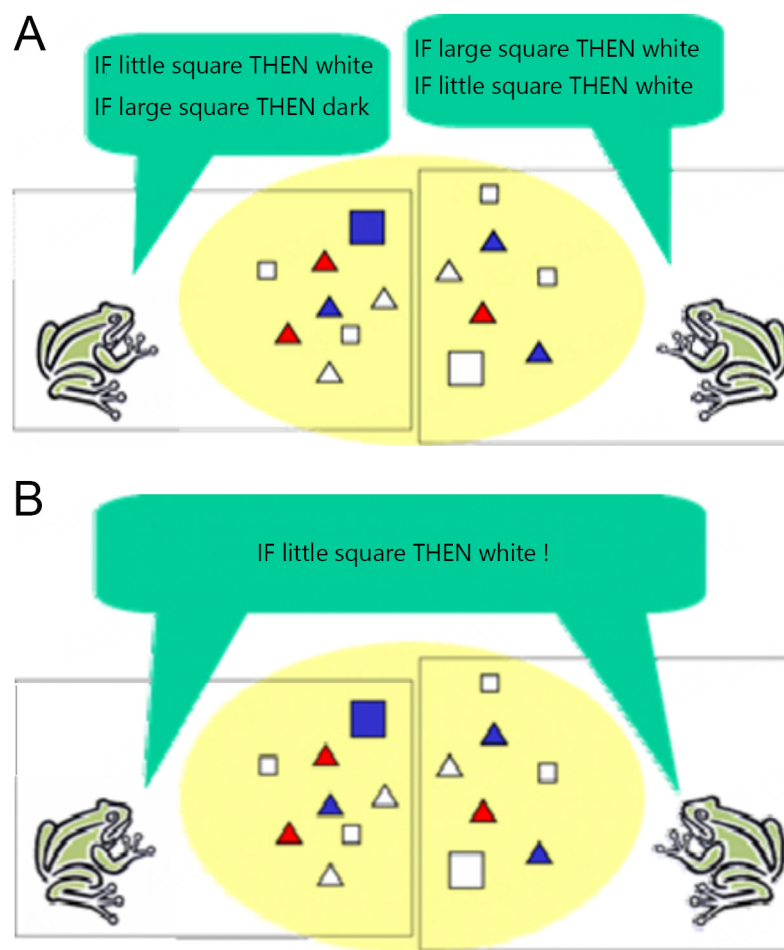 A
IF little square THEN white
IF large square THEN dark
IF large square THEN white
IF little square THEN white
B
IF little square THEN white !